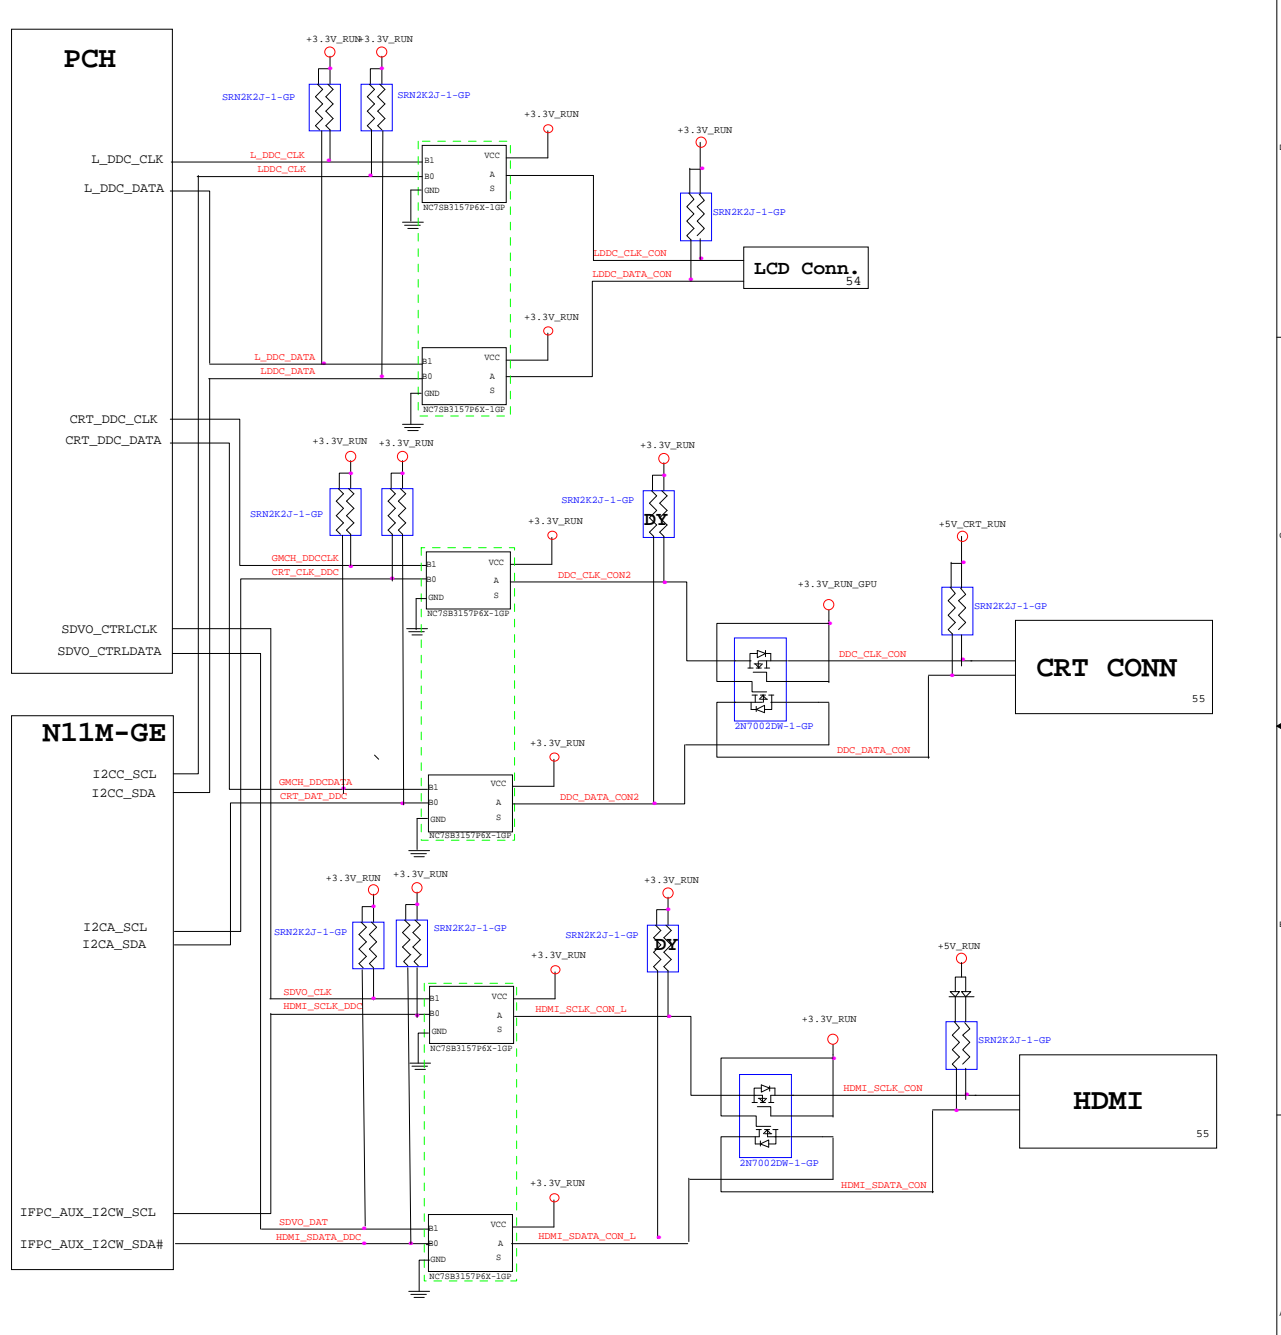 +3.3V_RUN
+3.3V_RUN
PCH
SRN2K2J-1-GP
SRN2K2J-1-GP
+3.3V_RUN
+3.3V_RUN
L_DDC_CLK
L_DDC_CLK
B1
VCC
LDDC_CLK
B0
A
L_DDC_DATA
GND
S
NC7SB3157P6X-1GP
SRN2K2J-1-GP
LDDC_CLK_CON
LCD Conn.
54
LDDC_DATA_CON
+3.3V_RUN
L_DDC_DATA
B1
VCC
LDDC_DATA
B0
A
GND
S
NC7SB3157P6X-1GP
CRT_DDC_CLK
CRT_DDC_DATA
+3.3V_RUN
+3.3V_RUN
+3.3V_RUN
SRN2K2J-1-GP
SRN2K2J-1-GP
DY
+3.3V_RUN
+5V_CRT_RUN
GMCH_DDCCLK
B1
VCC
CRT_CLK_DDC
B0
A
DDC_CLK_CON2
GND
S
NC7SB3157P6X-1GP
+3.3V_RUN_GPU
SRN2K2J-1-GP
SDVO_CTRLCLK
SDVO_CTRLDATA
DDC_CLK_CON
CRT CONN
55
2N7002DW-1-GP
N11M-GE
+3.3V_RUN
DDC_DATA_CON
I2CC_SCL
I2CC_SDA
GMCH_DDCDATA
B1
VCC
CRT_DAT_DDC
B0
A
DDC_DATA_CON2
GND
S
NC7SB3157P6X-1GP
+3.3V_RUN
+3.3V_RUN
+3.3V_RUN
I2CA_SCL
I2CA_SDA
SRN2K2J-1-GP
SRN2K2J-1-GP
SRN2K2J-1-GP
DY
+3.3V_RUN
+5V_RUN
SDVO_CLK
B1
VCC
HDMI_SCLK_DDC
B0
A
HDMI_SCLK_CON_L
GND
S
NC7SB3157P6X-1GP
+3.3V_RUN
SRN2K2J-1-GP
HDMI_SCLK_CON
HDMI
55
2N7002DW-1-GP
+3.3V_RUN
HDMI_SDATA_CON
IFPC_AUX_I2CW_SCL
SDVO_DAT
B1
VCC
IFPC_AUX_I2CW_SDA#
HDMI_SDATA_DDC
B0
A
HDMI_SDATA_CON_L
GND
S
NC7SB3157P6X-1GP